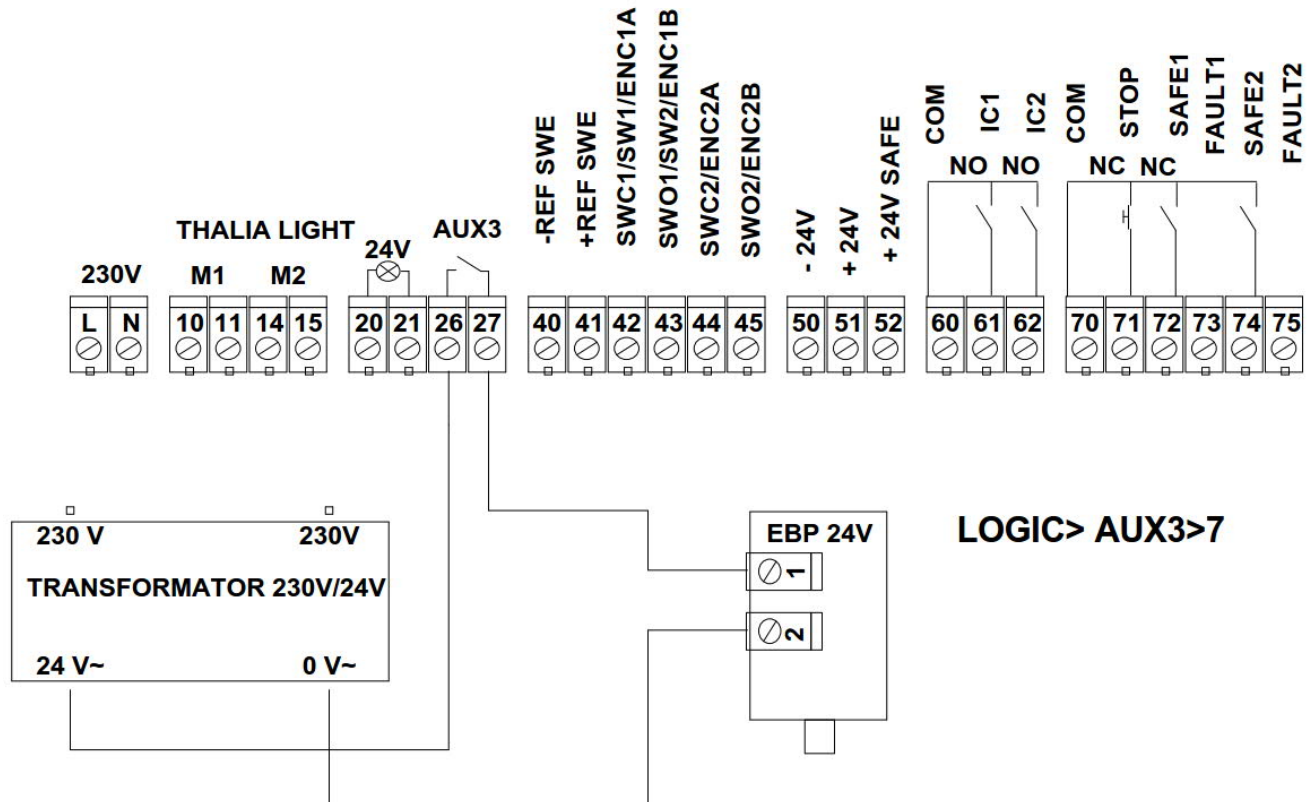 -REF SWE
+REF SWE
SWC1/SW1/ENC1A
SWO1/SW2/ENC1B
SWC2/ENC2A
SWO2/ENC2B
- 24V
+ 24V
+ 24V SAFE
COM
IC1
IC2
COM
STOP
SAFE1
FAULT1
SAFE2
FAULT2
NO NO
NC NC
THALIA LIGHT
24V
AUX3
230V
M1
M2
L N
10 11 14 15
20 21 26 27
40 41 42 43 44 45
50 51 52
60 61 62
70 71 72 73 74 75
230 V 230V
TRANSFORMATOR 230V/24V
24 V~ 0 V~
EBP 24V
1
2
LOGIC> AUX3>7